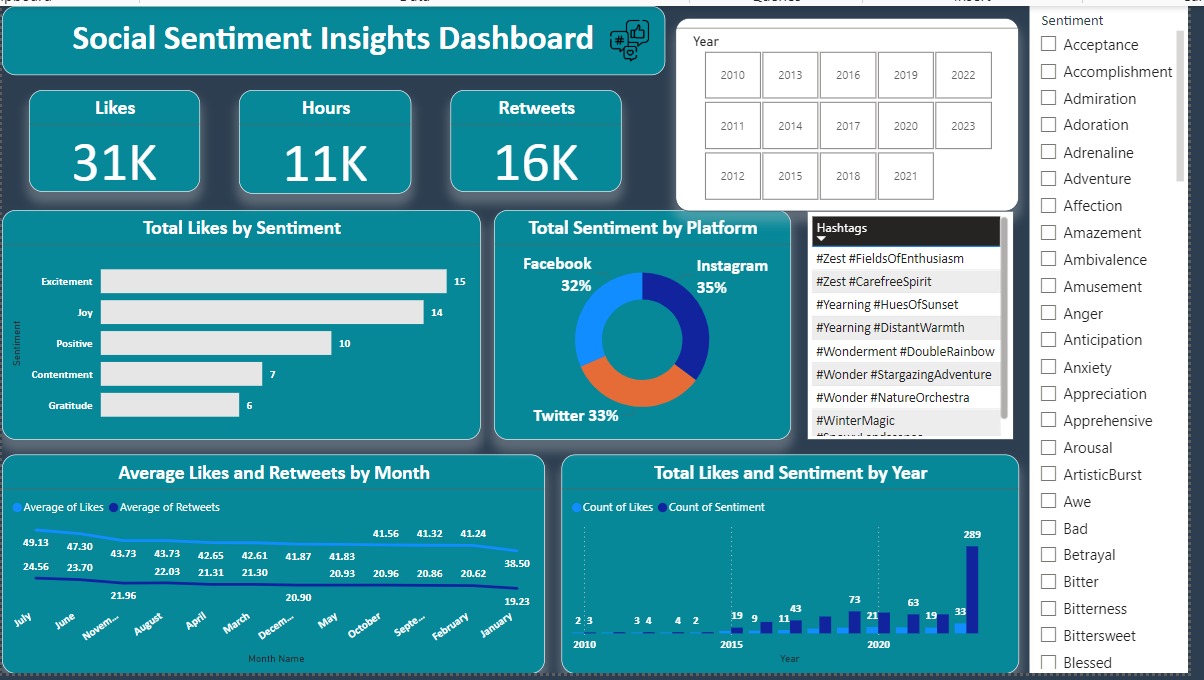 Social Sentiment Insights Dashboard
Likes
31K
Hours
11K
Retweets
16K
Year
2010 2013 2016 2019 2022
2011 2014 2017 2020 2023
2012 2015 2018 2021
Total Likes by Sentiment
Sentiment
Excitement 15
Joy 14
Positive 10
Contentment 7
Gratitude 6
Total Sentiment by Platform
Facebook
32%
Instagram
35%
Twitter 33%
Hashtags
#Zest #FieldsOfEnthusiasm
#Zest #CarefreeSpirit
#Yearning #HuesOfSunset
#Yearning #DistantWarmth
#Wonderment #DoubleRainbow
#Wonder #StargazingAdventure
#Wonder #NatureOrchestra
#WinterMagic
Average Likes and Retweets by Month
Average of Likes Average of Retweets
49.13 47.30 43.73 43.73 42.65 42.61 41.87 41.83 41.56 41.32 41.24 38.50
24.56 23.70 21.96 22.03 21.31 21.30 20.90 20.93 20.96 20.86 20.62 19.23
July June Novem... August April March Decem... May October Septe... February January
Month Name
Total Likes and Sentiment by Year
Count of Likes Count of Sentiment
2 3 3 4 4 2 19 9 11 43 73 21 63 19 33 289
2010 2015 2020
Year
Sentiment
Acceptance
Accomplishment
Admiration
Adoration
Adrenaline
Adventure
Affection
Amazement
Ambivalence
Amusement
Anger
Anticipation
Anxiety
Appreciation
Apprehensive
Arousal
ArtisticBurst
Awe
Bad
Betrayal
Bitter
Bitterness
Bittersweet
Blessed